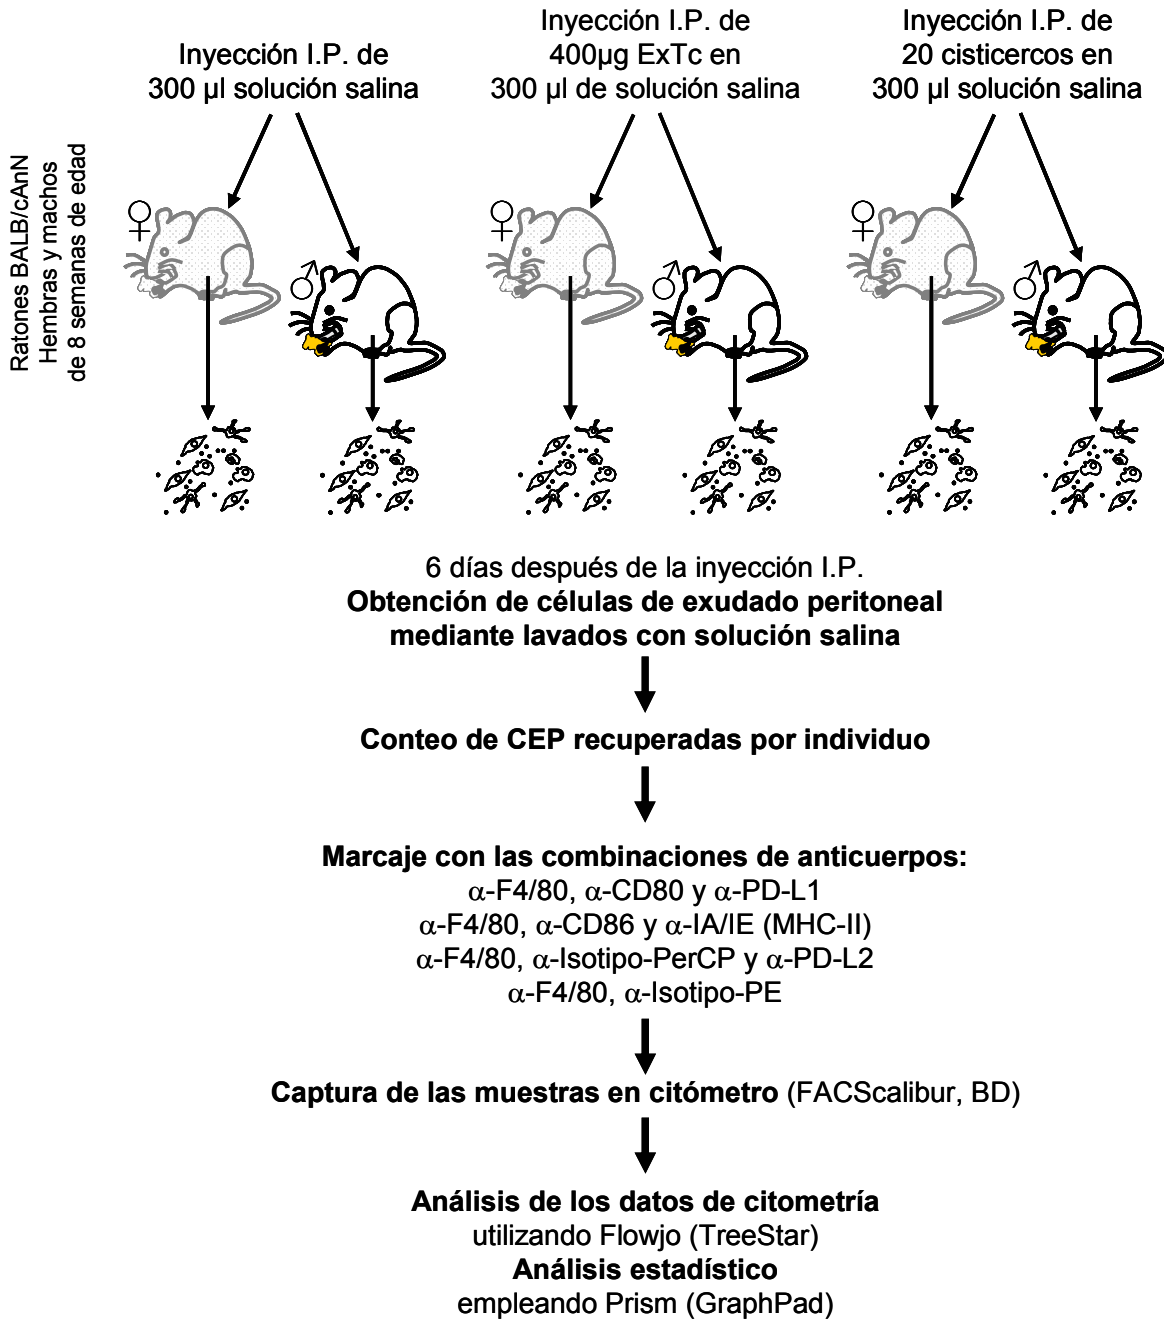 Inyección I.P. de
300 µl solución salina
Inyección I.P. de
400µg ExTc en
300 µl de solución salina
Inyección I.P. de
20 cisticercos en
300 µl solución salina
Ratones BALB/cAnN
Hembras y machos
de 8 semanas de edad
♀
♂
♀
♂
♀
♂
6 días después de la inyección I.P.
Obtención de células de exudado peritoneal
mediante lavados con solución salina
Conteo de CEP recuperadas por individuo
Marcaje con las combinaciones de anticuerpos:
α-F4/80, α-CD80 y α-PD-L1
α-F4/80, α-CD86 y α-IA/IE (MHC-II)
α-F4/80, α-Isotipo-PerCP y α-PD-L2
α-F4/80, α-Isotipo-PE
Captura de las muestras en citómetro (FACScalibur, BD)
Análisis de los datos de citometría
utilizando Flowjo (TreeStar)
Análisis estadístico
empleando Prism (GraphPad)